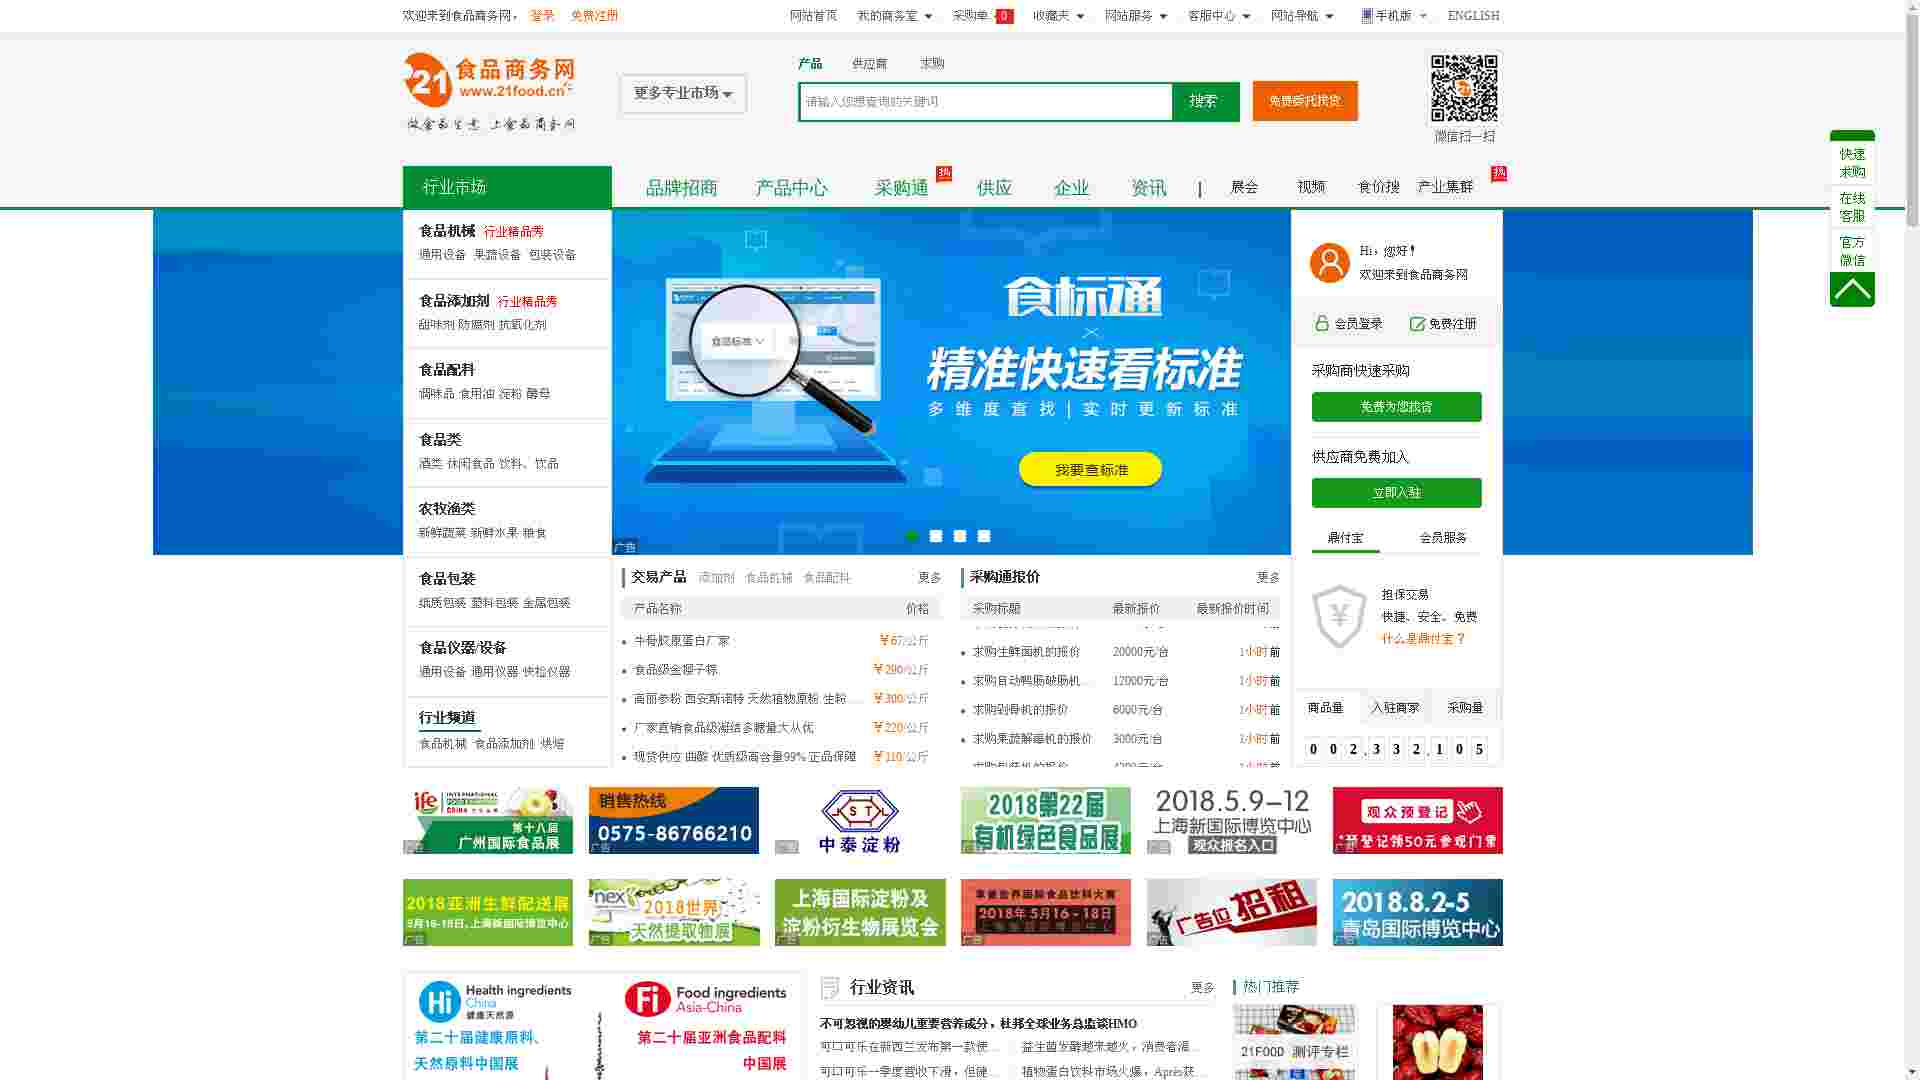 欢迎来到食品商务网， 登录 免费注册
网站首页 我的商务室 采购单 0 收藏夹 网站服务 客服中心 网站导航 手机版 ENGLISH
21 食品商务网
www.21food.cn
做食品生意 上食品商务网
更多专业市场
产品 供应商 求购
请输入您想查询的关键词 搜索 免费委托找货
微信扫一扫
快速
求购
在线
客服
官方
微信
行业市场 品牌招商 产品中心 采购通 热 供应 企业 资讯 | 展会 视频 食价搜 产业集群 热
食品机械 行业精品秀
通用设备 果蔬设备 包装设备
食品添加剂 行业精品秀
甜味剂 防腐剂 抗氧化剂
食品配料
调味品 食用油 淀粉 酵母
食品类
酒类 休闲食品 饮料、饮品
农牧渔类
新鲜蔬菜 新鲜水果 粮食
食品包装
纸质包装 塑料包装 金属包装
食品仪器/设备
通用设备 通用仪器 快检仪器
行业频道
食品机械 食品添加剂 烘焙
食品标准
食标通
精准快速看标准
多维度查找|实时更新标准
我要查标准
广告
Hi，您好！
欢迎来到食品商务网
会员登录 免费注册
采购商快速采购
免费为您找货
供应商免费加入
立即入驻
鼎付宝 会员服务
担保交易
快捷、安全、免费
什么是鼎付宝？
商品量 入驻商家 采购量
002,332,105
交易产品 添加剂 食品机械 食品配料 更多
产品名称 价格
牛骨胶原蛋白厂家 ￥67/公斤
食品级金樱子棕 ￥290/公斤
高丽参粉 西安斯诺特 天然植物原粉 生粉... ￥300/公斤
厂家直销食品级凝结多糖量大从优 ￥220/公斤
现货供应 曲酸 优质级高含量99% 正品保障 ￥110/公斤
采购通报价 更多
采购标题 最新报价 最新报价时间
求购生鲜面机的报价 20000元/台 1小时前
求购自动鸭肠破肠机... 12000元/台 1小时前
求购剁骨机的报价 6000元/台 1小时前
求购果蔬解毒机的报价 3000元/台 1小时前
ife INTERNATIONAL CHINA
第十八届
广州国际食品展
销售热线
0575-86766210
广告
STL
中泰淀粉
2018第22届
有机绿色食品展
2018.5.9-12
上海新国际博览中心
观众报名入口
广告
观众预登记
*预登记领50元参观门票
2018亚洲生鲜配送展
5月16-18日,上海新国际博览中心
广告
nex
2018世界
天然提取物展
广告
上海国际淀粉及
淀粉衍生物展览会
广告
2018年5月16-18日
广告
广告位 招租
广告
2018.8.2-5
青岛国际博览中心
广告
Hi Health ingredients
China
健康天然源
第二十届健康原料、
天然原料中国展
Fi Food ingredients
Asia-China
第二十届亚洲食品配料
中国展
行业资讯 更多
不可忽视的婴幼儿重要营养成分，杜邦全球业务总监谈HMO
可口可乐在新西兰发布第一款使... 益生菌发酵越来越火，消费者混...
可口可乐一季度营收下滑，但健... 植物蛋白饮料市场火爆，Après获...
热门推荐
21FOOD 测评专栏